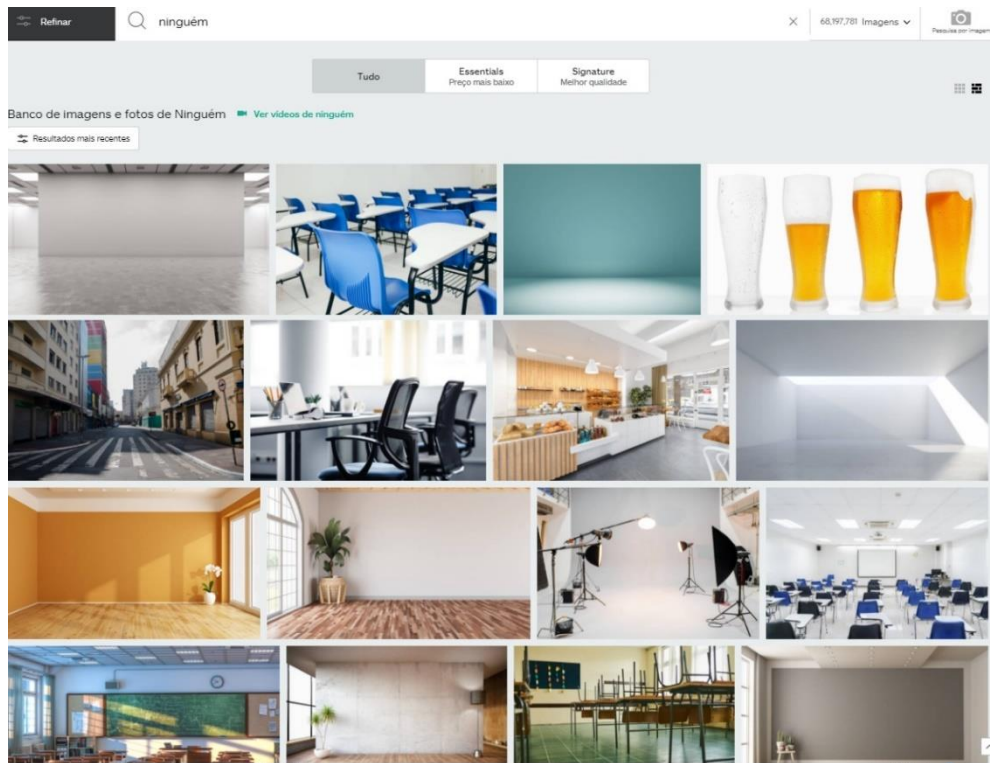 Refinar
ninguém
68,197,781 Imagens
Pesquisa por imagem
Tudo
Essentials
Preço mais baixo
Signature
Melhor qualidade
Banco de imagens e fotos de Ninguém
Ver vídeos de ninguém
Resultados mais recentes